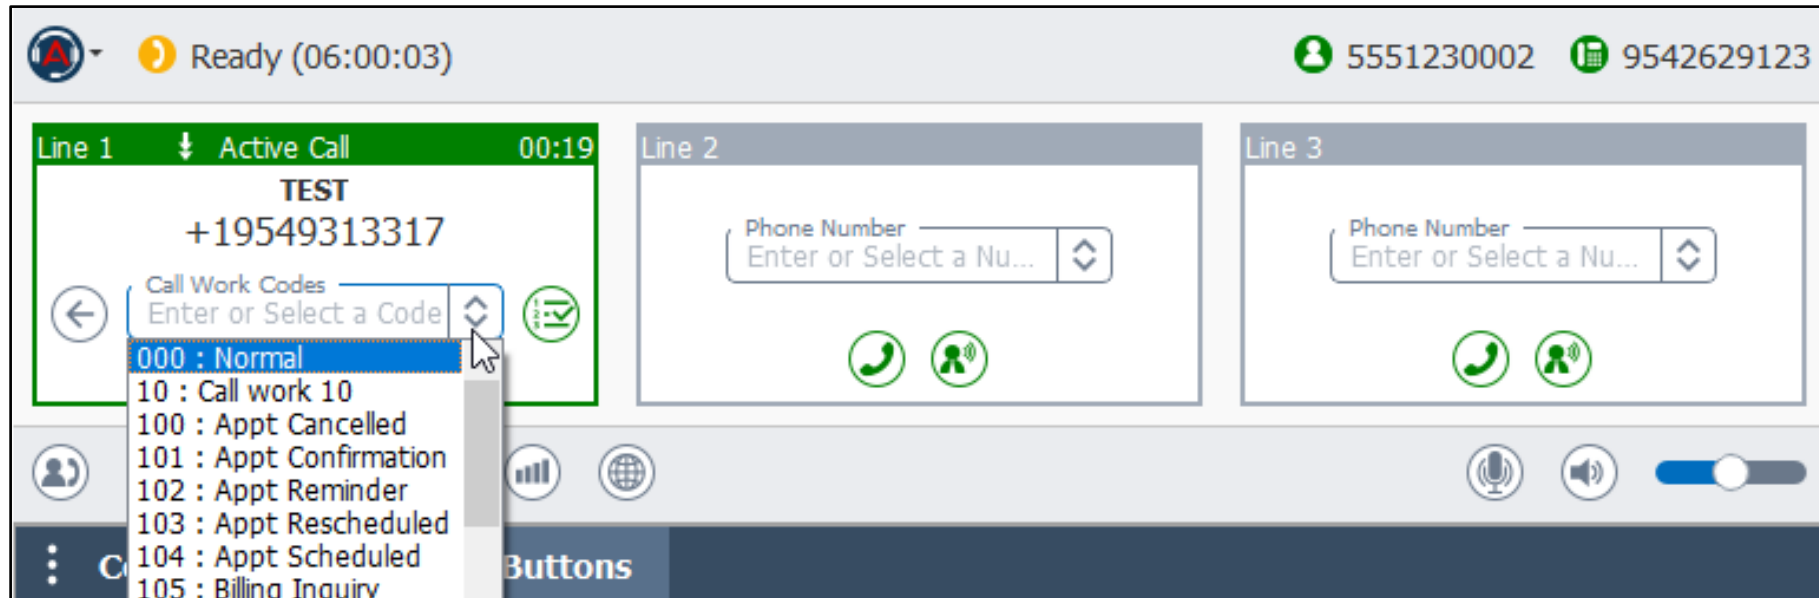 Ready (06:00:03)
5551230002
9542629123
Line 1
Active Call
00:19
TEST
+19549313317
Call Work Codes
Enter or Select a Code
000 : Normal
10 : Call work 10
100 : Appt Cancelled
101 : Appt Confirmation
102 : Appt Reminder
103 : Appt Rescheduled
104 : Appt Scheduled
105 : Billing Inquiry
Line 2
Phone Number
Enter or Select a Nu...
Line 3
Phone Number
Enter or Select a Nu...
Buttons